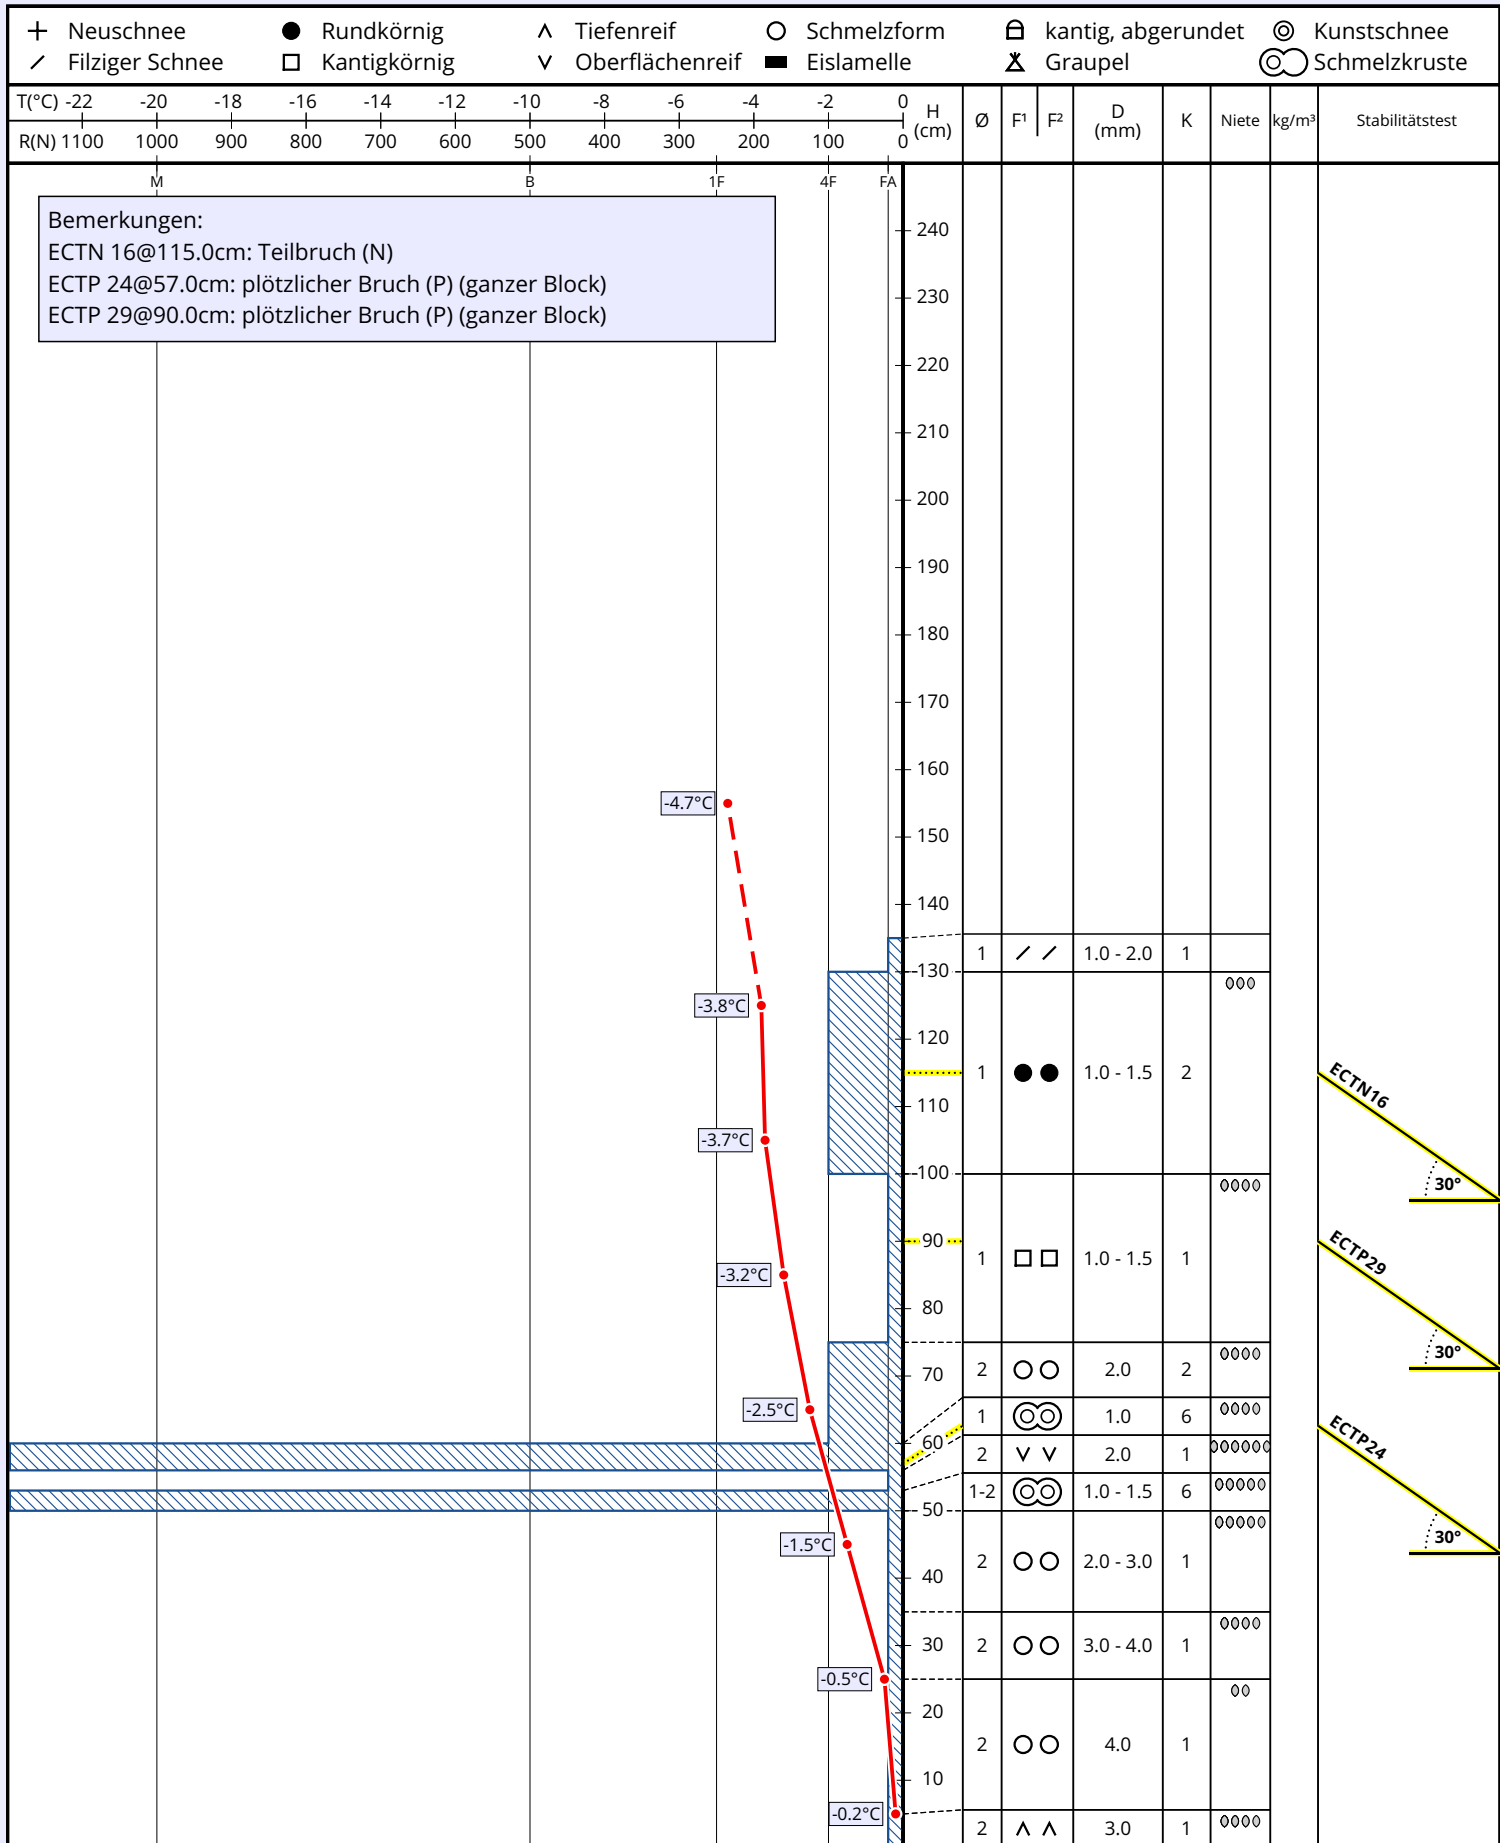 Neuschnee Rundkörnig Tiefenreif Schmelzform kantig, abgerundet Kunstschnee
Filziger Schnee Kantigkörnig Oberflächenreif Eislamelle Graupel Schmelzkruste
T(°C) -22 -20 -18 -16 -14 -12 -10 -8 -6 -4 -2 0
R(N) 1100 1000 900 800 700 600 500 400 300 200 100 0
H (cm) Ø F¹ F² D (mm) K Niete kg/m³ Stabilitätstest
M B 1F 4F FA
Bemerkungen:
ECTN 16@115.0cm: Teilbruch (N)
ECTP 24@57.0cm: plötzlicher Bruch (P) (ganzer Block)
ECTP 29@90.0cm: plötzlicher Bruch (P) (ganzer Block)
240
230
220
210
200
190
180
170
160
-4.7°C
150
140
1 1.0 - 2.0 1
130
-3.8°C
120
1 1.0 - 1.5 2
ECTN16
110
-3.7°C
100
30°
90
ECTP29
1 1.0 - 1.5 1
-3.2°C
80
30°
70
2 2.0 2
-2.5°C
1 1.0 6
60
ECTP24
2 2.0 1
1-2 1.0 - 1.5 6
50
30°
-1.5°C
2 2.0 - 3.0 1
40
30
2 3.0 - 4.0 1
-0.5°C
20
2 4.0 1
10
-0.2°C
2 3.0 1